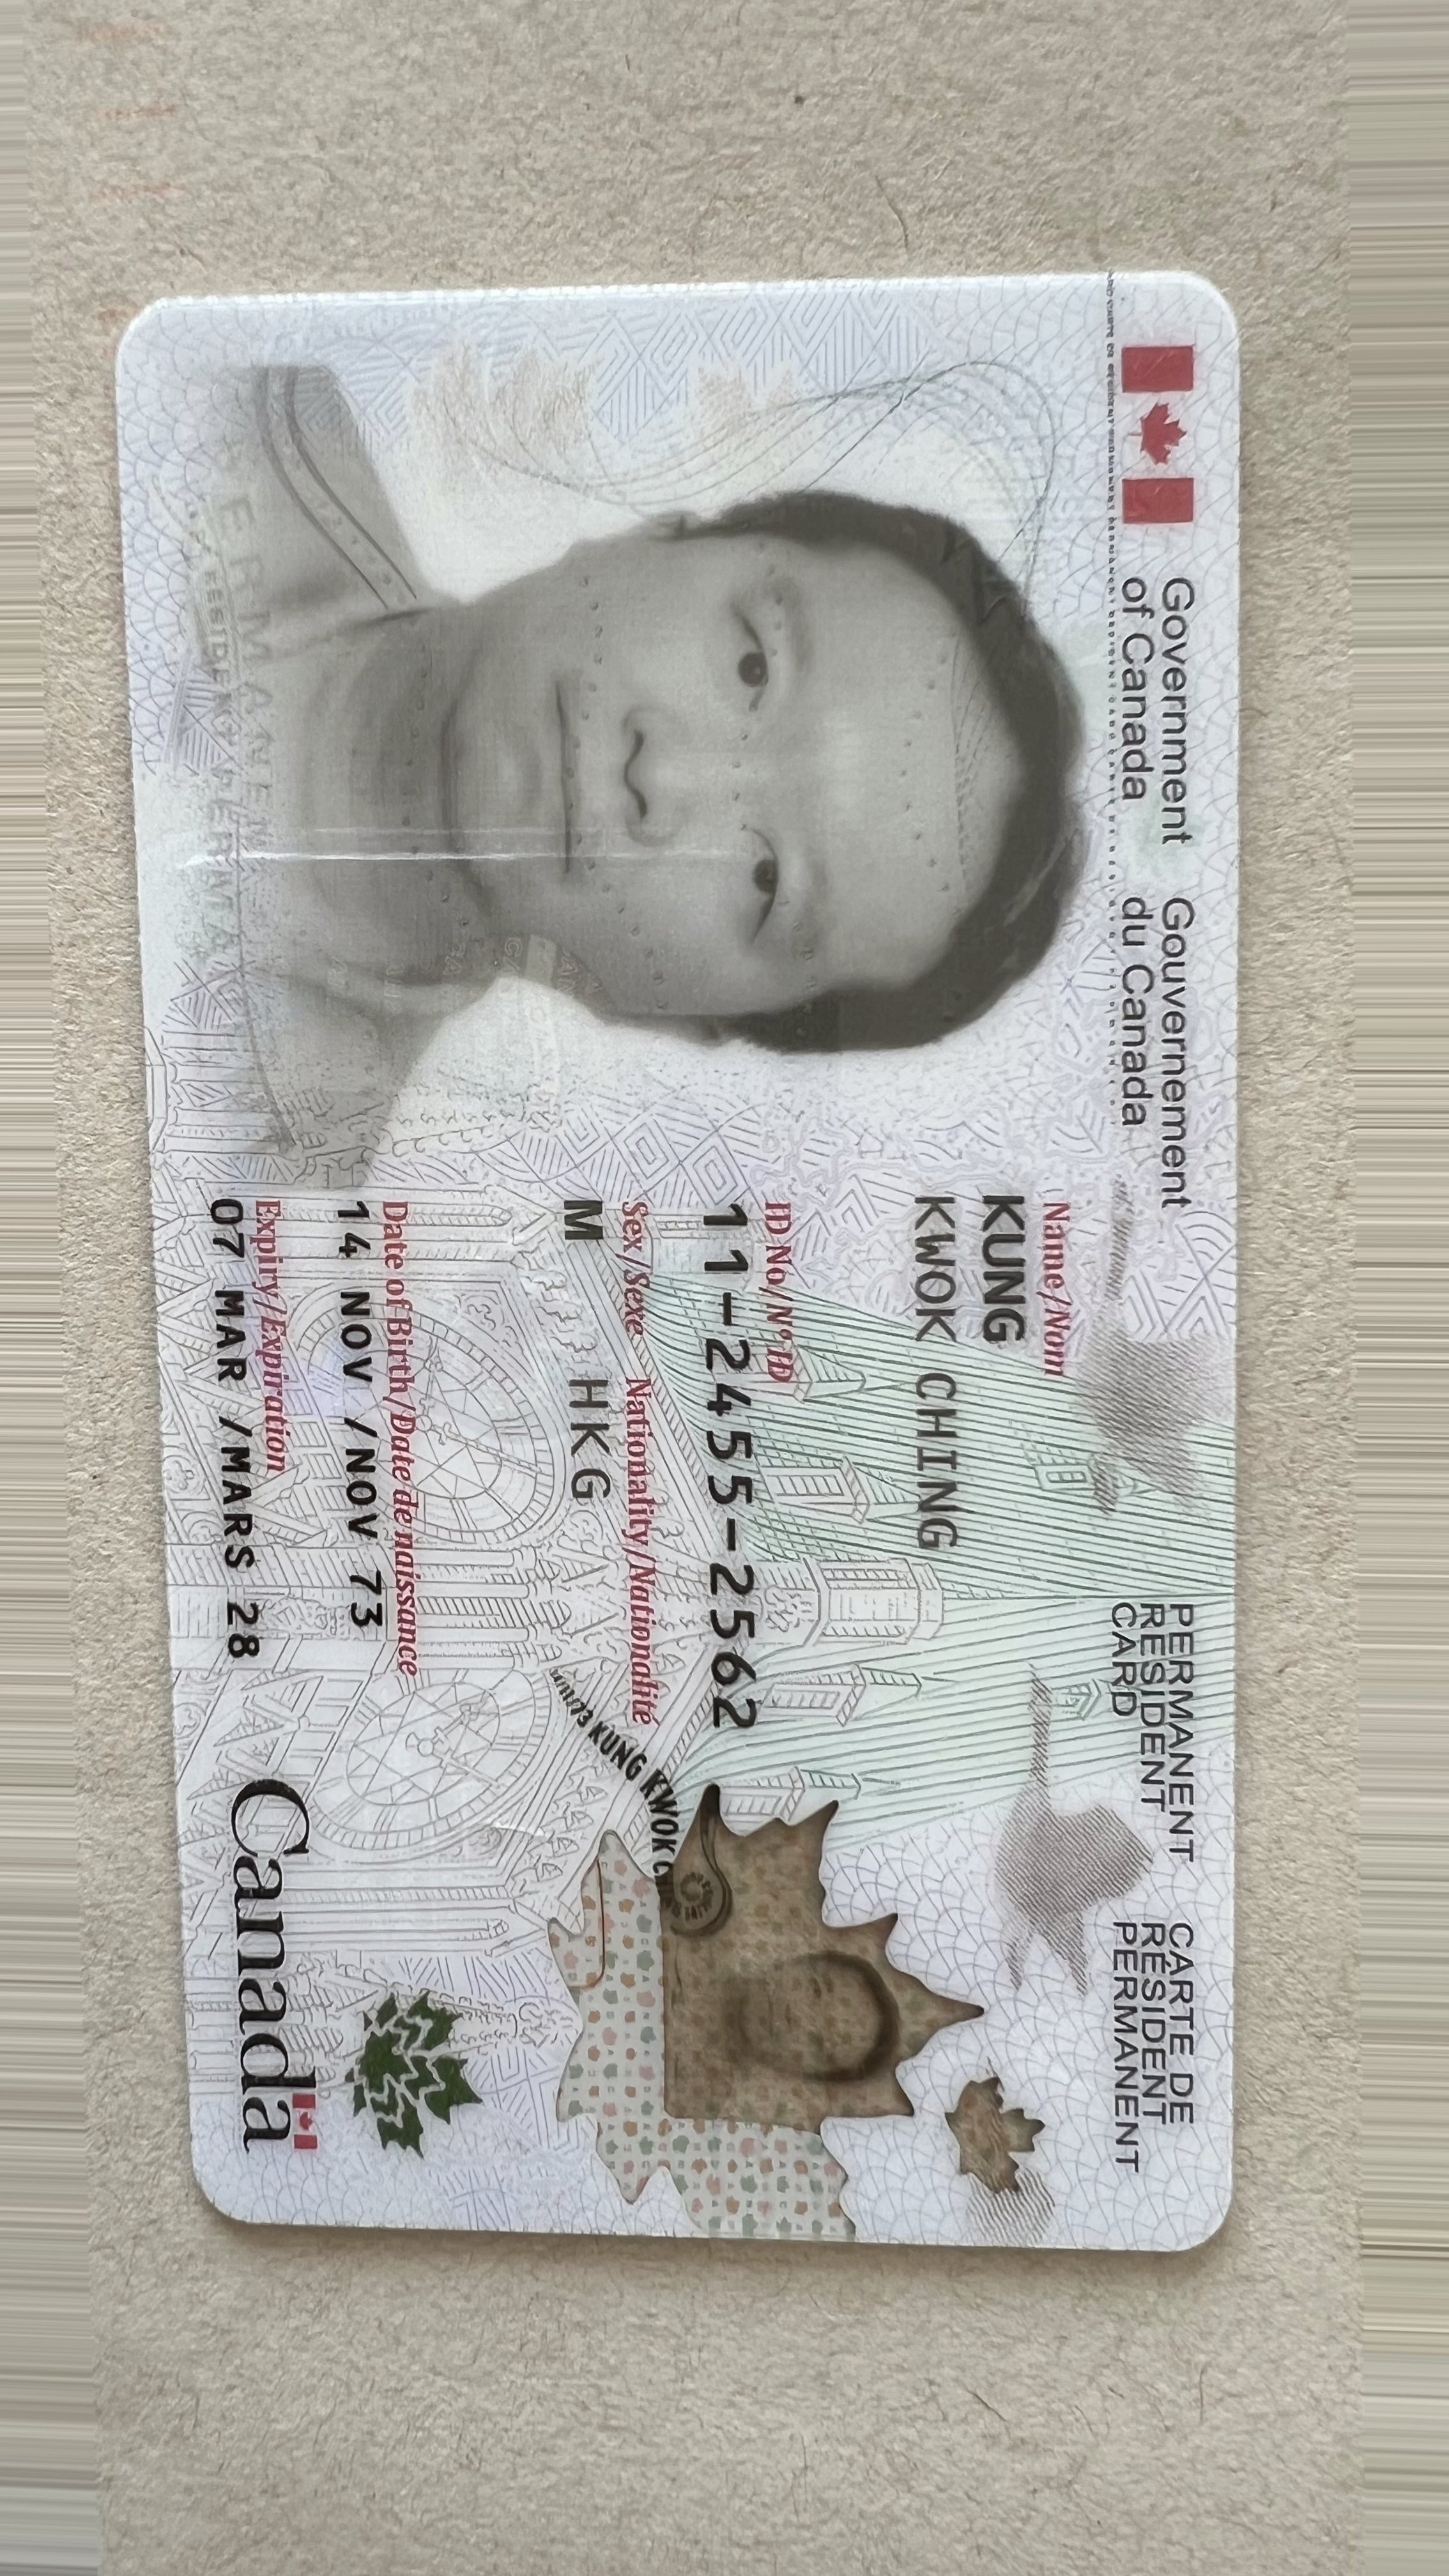 Government Gouvernement
of Canada du Canada
PERMANENT
RESIDENT
CARD
CARTE DE
RÉSIDENT
PERMANENT
Name/Nom
KUNG
KWOK CHING
ID No/Nº ID
11-2455-2562
Sex/Sexe Nationality/Nationalité
M HKG
Date of Birth/Date de naissance
14 NOV /NOV 73
Expiry/Expiration
07 MAR /MARS 28
KUNG KWOK
Canada